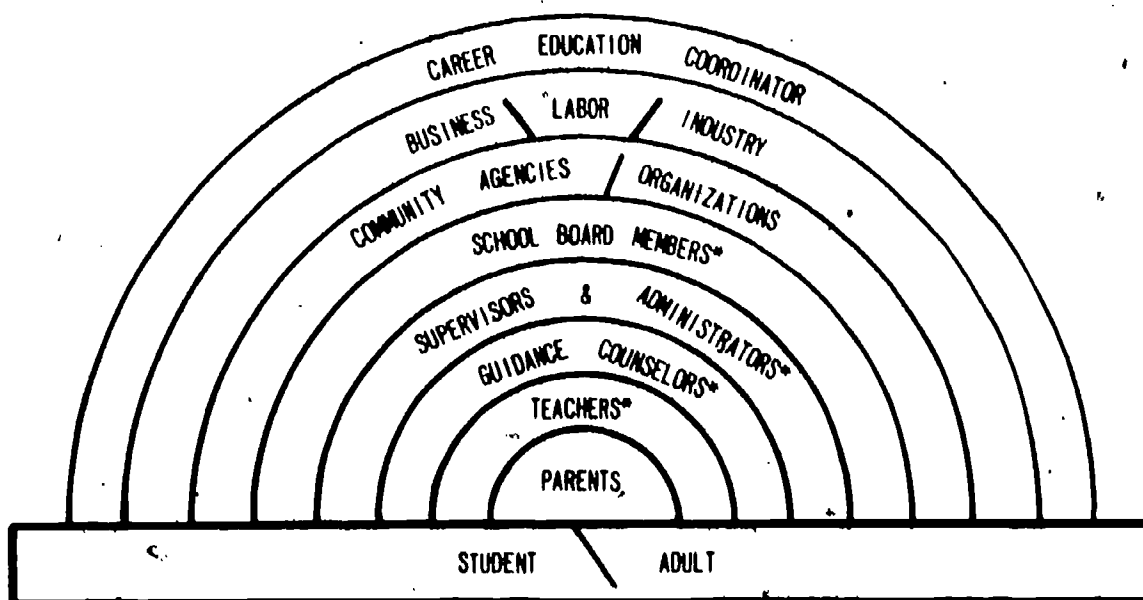 CAREER EDUCATION COORDINATOR
BUSINESS \ LABOR / INDUSTRY
COMMUNITY AGENCIES / ORGANIZATIONS
SCHOOL BOARD MEMBERS*
SUPERVISORS & ADMINISTRATORS*
GUIDANCE COUNSELORS*
TEACHERS*
PARENTS
STUDENT \ ADULT